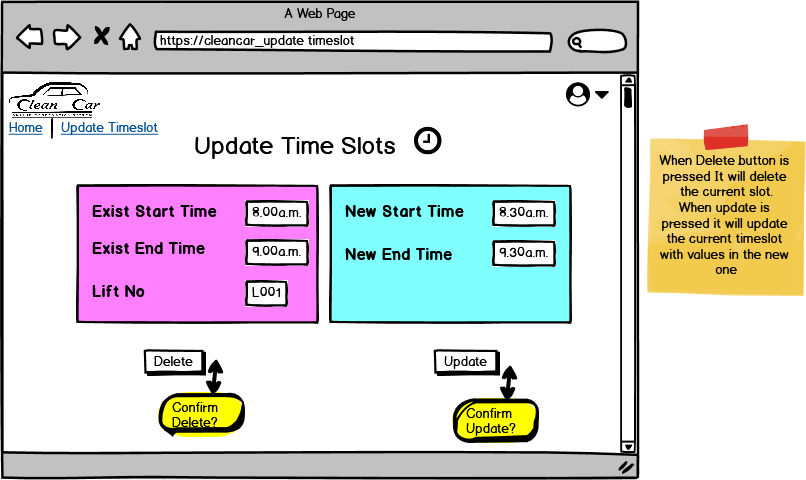 A Web Page
https://cleancar_update timeslot
Clean Car
Home
Update Timeslot
Update Time Slots
Exist Start Time
8.00a.m.
Exist End Time
9.00a.m.
Lift No
L001
New Start Time
8.30a.m.
New End Time
9.30a.m.
Delete
Confirm
Delete?
Update
Confirm
Update?
When Delete button is
pressed It will delete
the current slot.
When update is
pressed it will update
the current timeslot
with values in the new
one